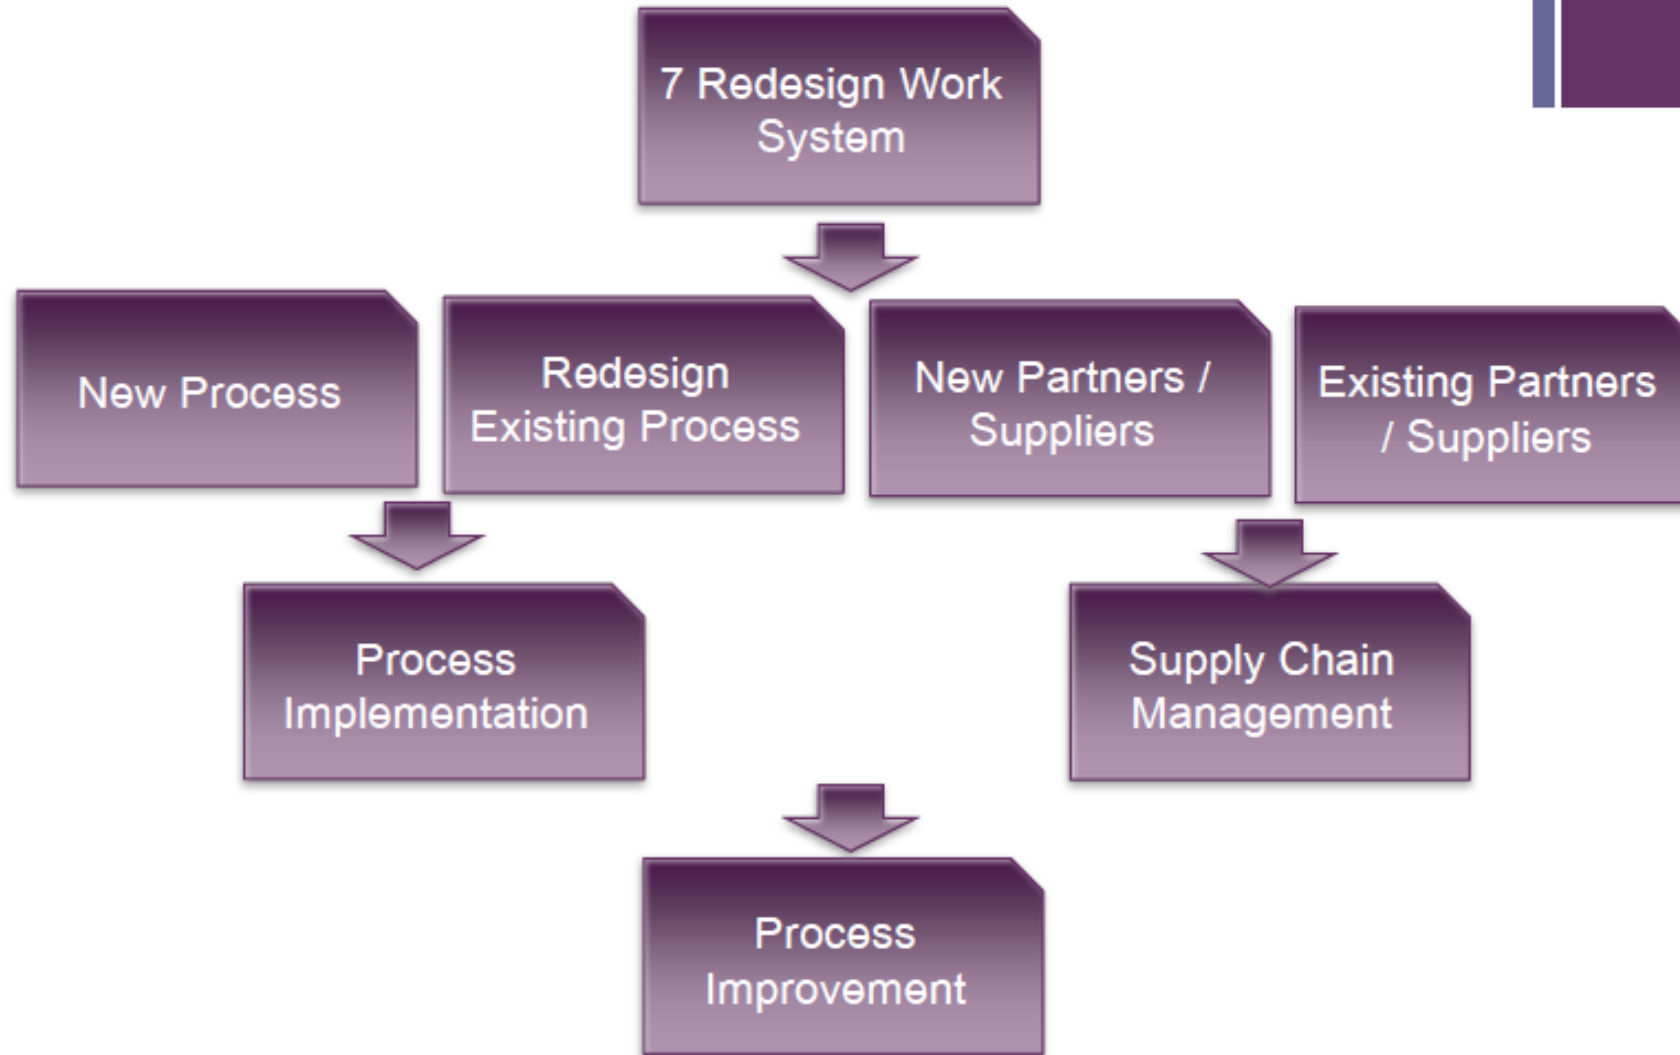 7 Redesign Work
System
New Process
Redesign
Existing Process
New Partners /
Suppliers
Existing Partners
/ Suppliers
Process
Implementation
Supply Chain
Management
Process
Improvement